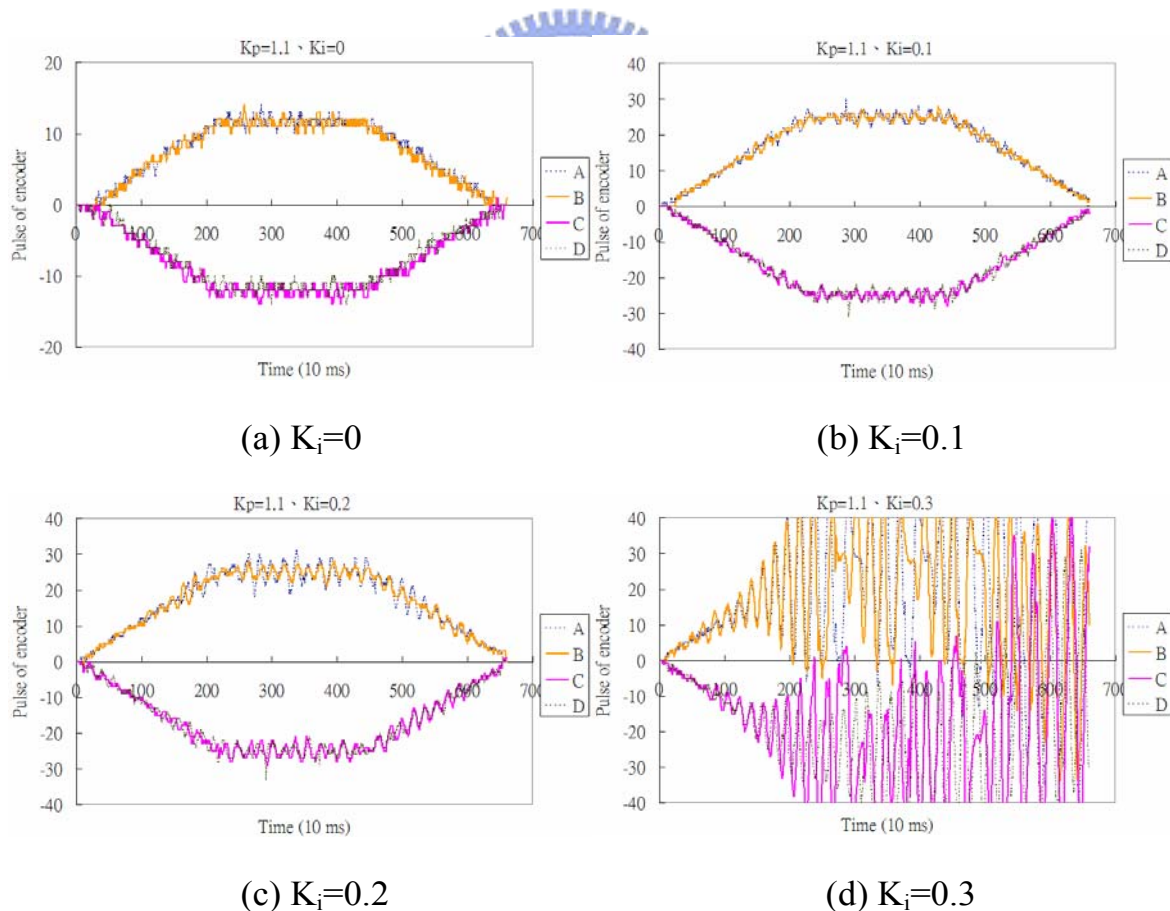 Kp=1.1、Ki=0
20
10
0
-10
-20
0
100
200
300
400
500
600
700
Pulse of encoder
Time (10 ms)
A
B
C
D
(a) Ki=0
Kp=1.1、Ki=0.1
40
30
20
10
0
-10
-20
-30
-40
0
100
200
300
400
500
600
700
Pulse of encoder
Time (10 ms)
A
B
C
D
(b) Ki=0.1
Kp=1.1、Ki=0.2
40
30
20
10
0
-10
-20
-30
-40
0
100
200
300
400
500
600
700
Pulse of encoder
Time (10 ms)
A
B
C
D
(c) Ki=0.2
Kp=1.1、Ki=0.3
40
30
20
10
0
-10
-20
-30
-40
0
100
200
300
400
500
600
700
Pulse of encoder
Time (10 ms)
A
B
C
D
(d) Ki=0.3